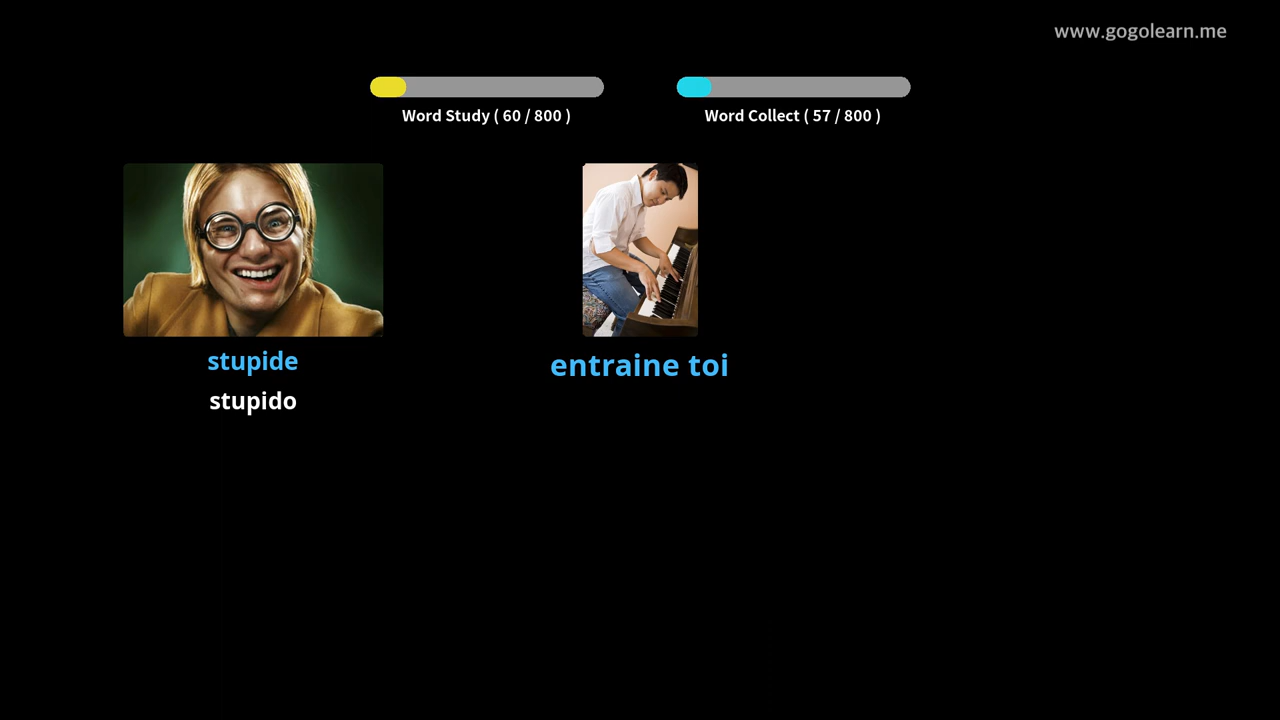 www.gogolearn.me
Word Study ( 60 / 800 )
Word Collect ( 57 / 800 )
stupide
stupido
entraine toi